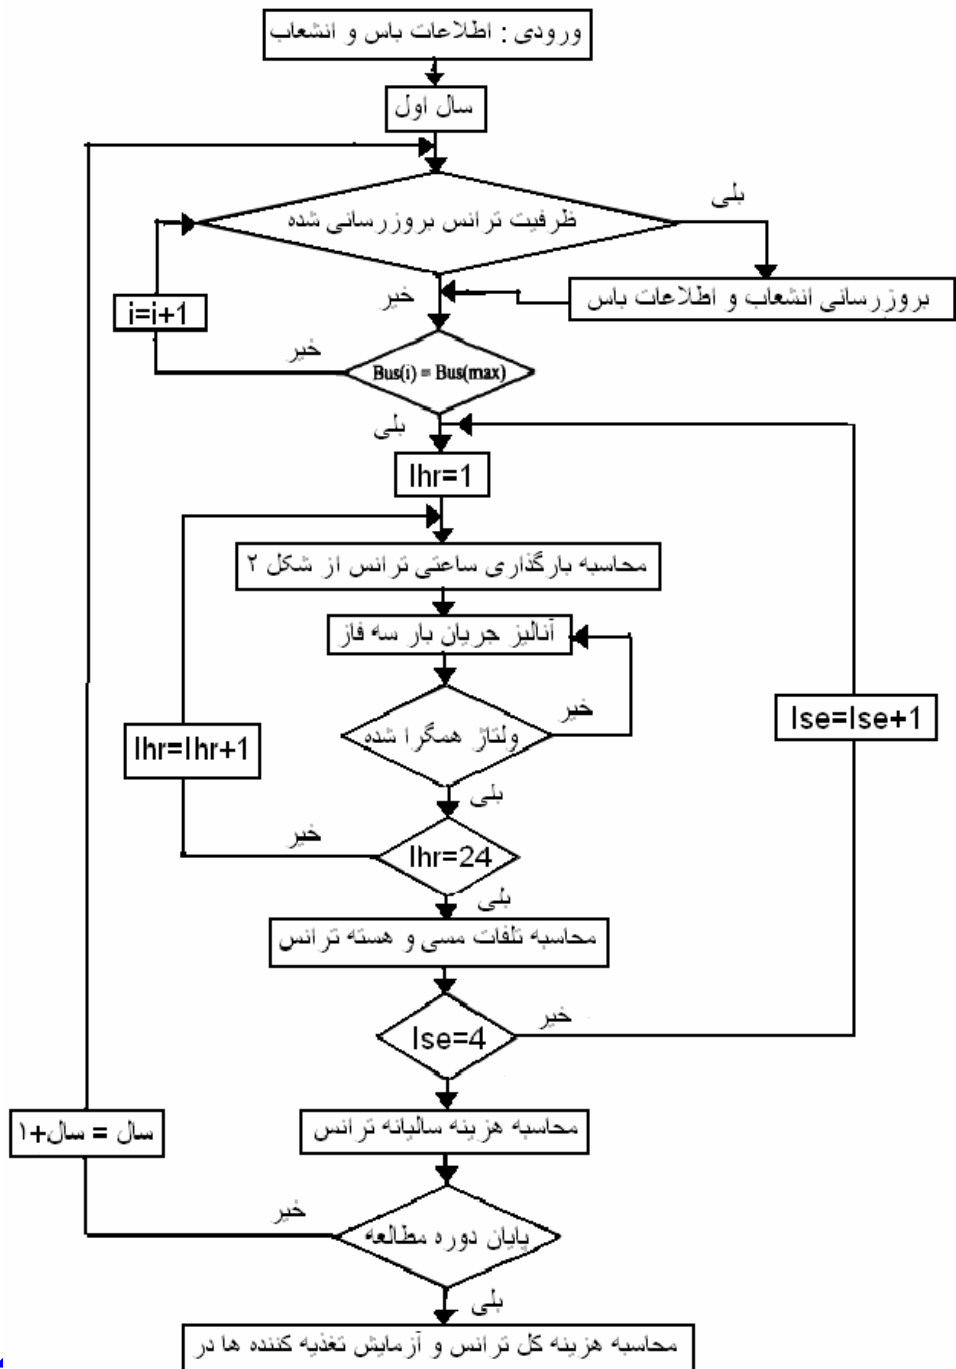 ورودی : اطلاعات باس و انشعاب
سال اول
ظرفیت ترانس بروزرسانی شده
بلی
بروزرسانی انشعاب و اطلاعات باس
خیر
i=i+1
خیر
Bus(i) = Bus(max)
بلی
Ihr=1
محاسبه بارگذاری ساعتی ترانس از شکل ۲
آنالیز جریان بار سه فاز
خیر
ولتاژ همگرا شده
Ise=Ise+1
Ihr=Ihr+1
بلی
خیر
Ihr=24
بلی
محاسبه تلفات مسی و هسته ترانس
خیر
Ise=4
محاسبه هزینه سالیانه ترانس
سال = سال+۱
خیر
پایان دوره مطالعه
بلی
محاسبه هزینه کل ترانس و آزمایش تغذیه کننده ها در